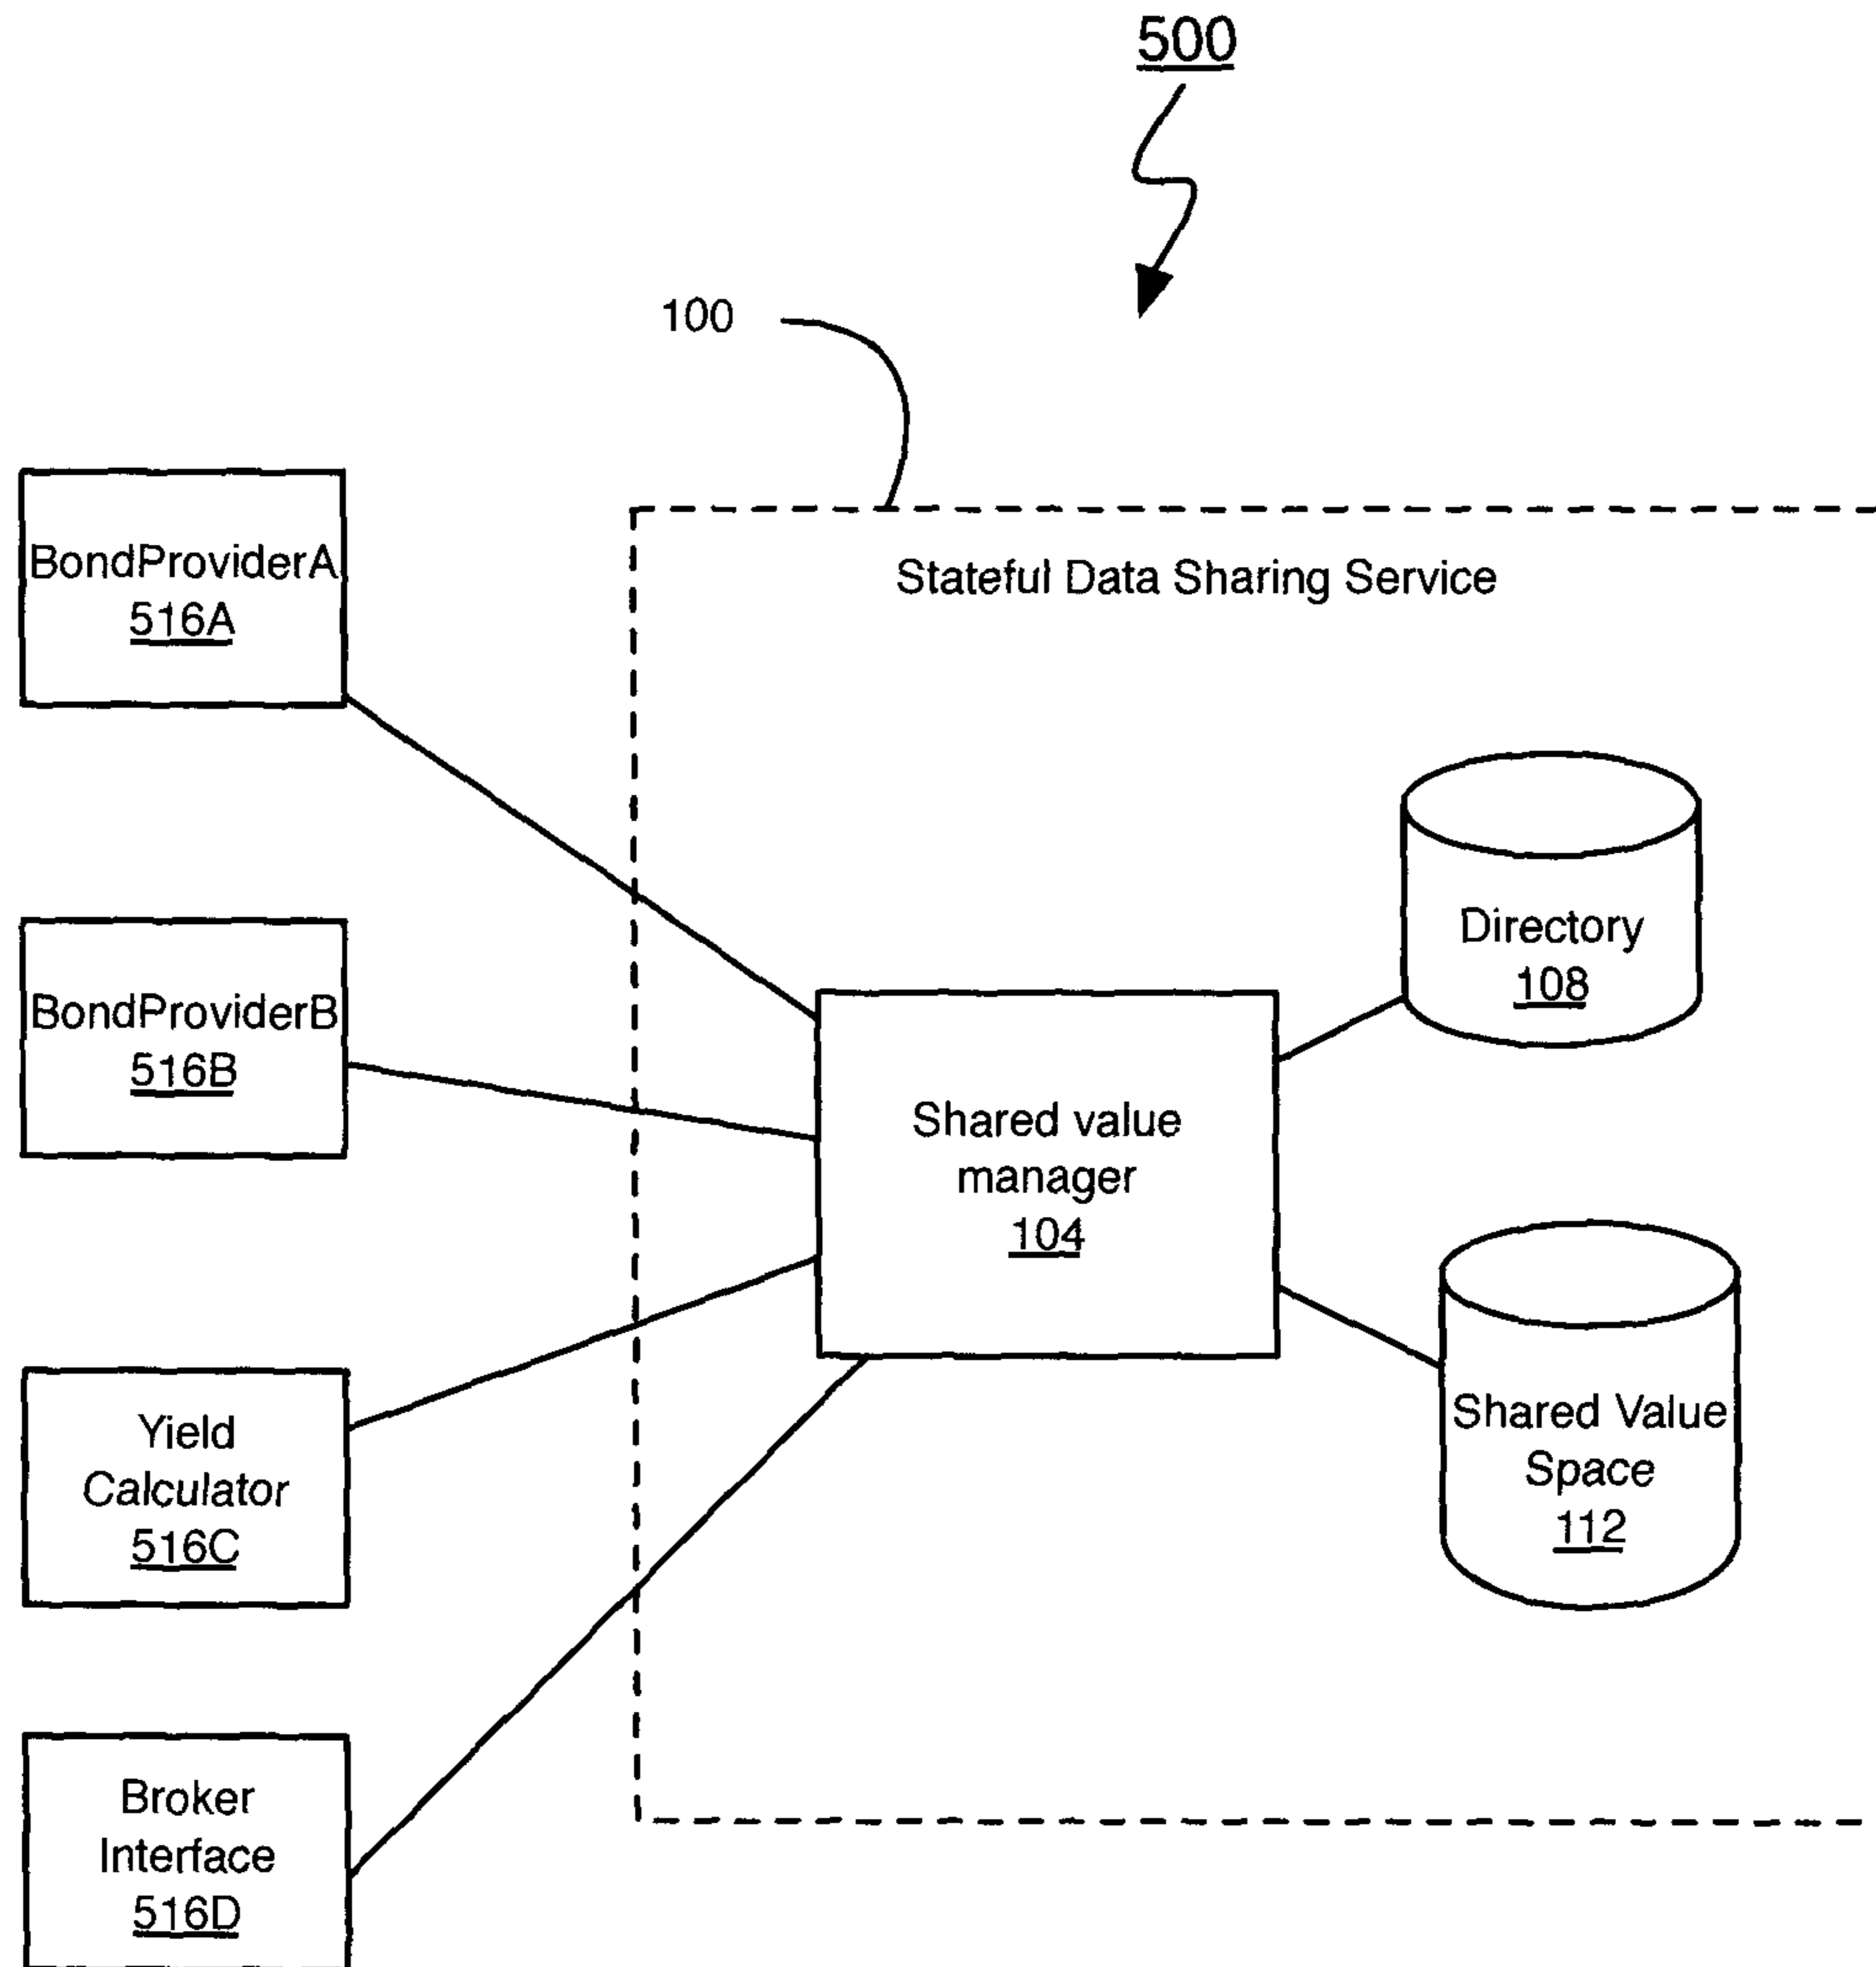 500
100
BondProviderA
516A
Stateful Data Sharing Service
Directory
108
BondProviderB
516B
Shared value
manager
104
Shared Value
Space
112
Yield
Calculator
516C
Broker
Interface
516D